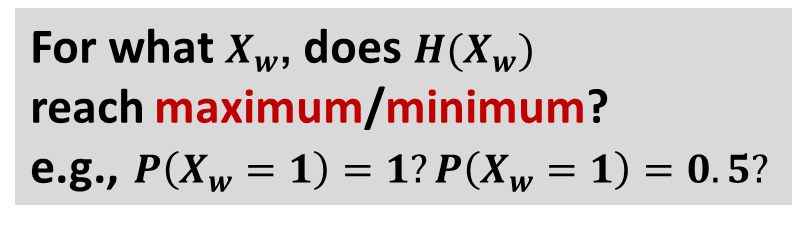 For what X_w, does H(X_w)
reach maximum/minimum?
e.g., P(X_w = 1) = 1? P(X_w = 1) = 0.5?